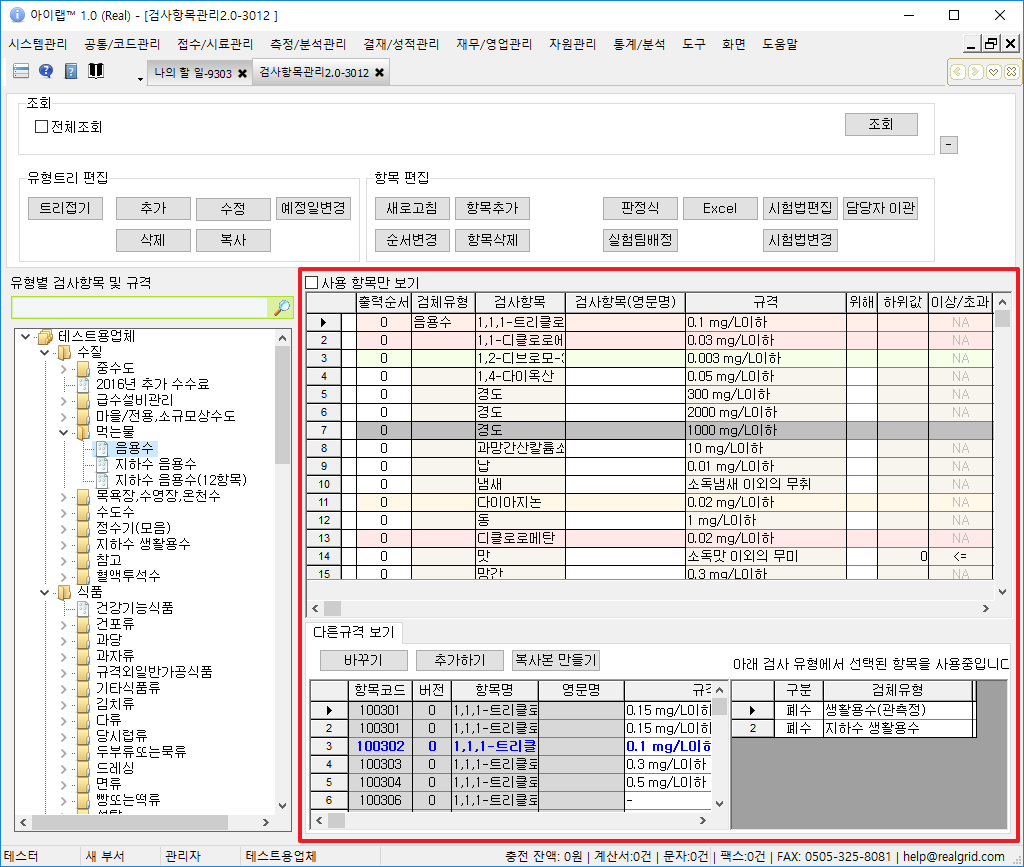 아이랩™ 1.0 (Real) - [검사항목관리2.0-3012 ]
시스템관리 공통/코드관리 접수/시료관리 측정/분석관리 결재/성적관리 재무/영업관리 자원관리 통계/분석 도구 화면 도움말
나의 할 일-9303 검사항목관리2.0-3012
조회
전체조회 조회
유형트리 편집
트리접기 추가 수정 예정일변경
삭제 복사
항목 편집
새로고침 항목추가 판정식 Excel 시험법편집 담당자 이관
순서변경 항목삭제 실험팀배정 시험법변경
유형별 검사항목 및 규격
테스트용업체
수질
중수도
2016년 추가 수수료
급수설비관리
마을/전용,소규모상수도
먹는물
음용수
지하수 음용수
지하수 음용수(12항목)
목욕장,수영장,온천수
수도수
정수기(모음)
지하수 생활용수
참고
혈액투석수
식품
건강기능식품
건포류
과당
과자류
규격외일반가공식품
기타식품류
김치류
다류
당시럽류
두부류또는묵류
드레싱
면류
빵또는떡류
설탕
사용 항목만 보기
출력순서 검체유형 검사항목 검사항목(영문명) 규격 위해 하위값 이상/초과
0 음용수 1,1,1-트리클로 0.1 mg/L이하 NA
2 0 1,1-디클로로에 0.03 mg/L이하 NA
3 0 1,2-디브로모-3 0.003 mg/L이하 NA
4 0 1,4-다이옥산 0.05 mg/L이하 NA
5 0 경도 300 mg/L이하 NA
6 0 경도 2000 mg/L이하 NA
7 0 경도 1000 mg/L이하 NA
8 0 과망간산칼륨소 10 mg/L이하 NA
9 0 납 0.01 mg/L이하 NA
10 0 냄새 소독냄새 이외의 무취 NA
11 0 다이아지논 0.02 mg/L이하 NA
12 0 동 1 mg/L이하 NA
13 0 디클로로메탄 0.02 mg/L이하 NA
14 0 맛 소독맛 이외의 무미 0 <=
15 0 망간 0.3 mg/L이하 NA
다른규격 보기
바꾸기 추가하기 복사본 만들기
항목코드 버전 항목명 영문명 규격
100301 0 1,1,1-트리클로 0.15 mg/L이하
2 100301 0 1,1,1-트리클로 0.15 mg/L이하
3 100302 0 1,1,1-트리클 0.1 mg/L이하
4 100303 0 1,1,1-트리클로 0.3 mg/L이하
5 100304 0 1,1,1-트리클로 0.5 mg/L이하
6 100306 0 1,1,1-트리클로 -
아래 검사 유형에서 선택된 항목을 사용중입니다
구분 검체유형
폐수 생활용수(관측정)
2 폐수 지하수 생활용수
테스터 새 부서 관리자 테스트용업체 충전 잔액: 0원 | 계산서:0건 | 문자:0건 | 팩스:0건 | FAX: 0505-325-8081 | help@realgrid.com